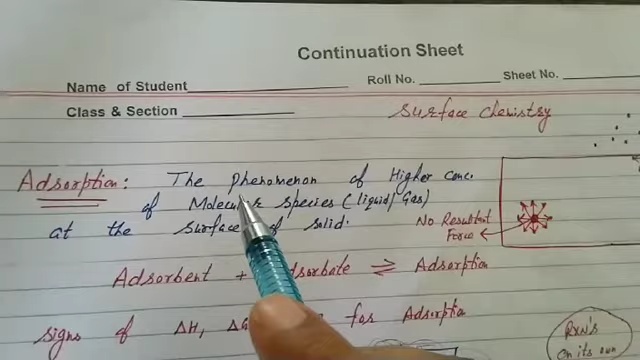 Continuation Sheet
Name of Student Roll No. Sheet No.
Class & Section
Surface Chemistry
Adsorption: The Phenomenon of Higher conc.
of Molecular Species (liquid/Gas)
at the Surface of solid.
No Resultant
Force
Adsorbent + Adsorbate ⇌ Adsorption
signs of ΔH, for Adsorption
RXN's
on its own